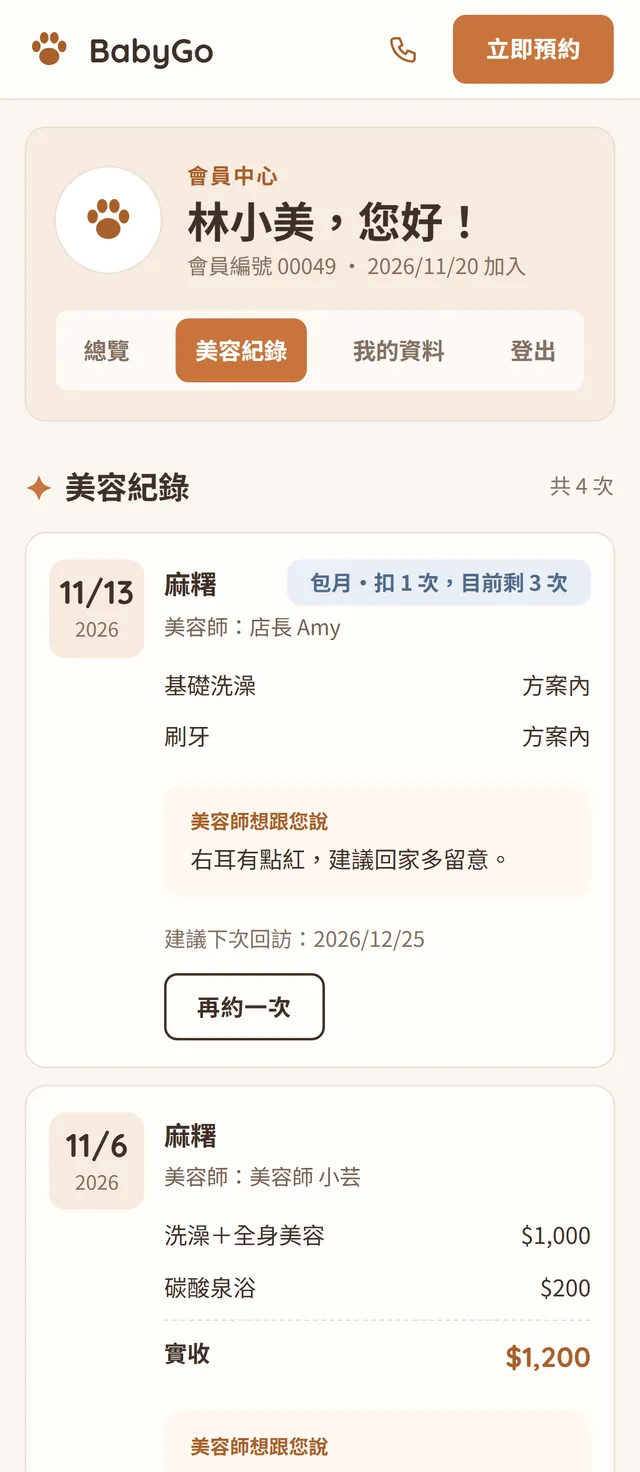 BabyGo
立即預約
會員中心
林小美，您好！
會員編號 00049 · 2026/11/20 加入
總覽
美容紀錄
我的資料
登出
美容紀錄
共 4 次
11/13
2026
麻糬
包月・扣 1 次，目前剩 3 次
美容師：店長 Amy
基礎洗澡 方案內
刷牙 方案內
美容師想跟您說
右耳有點紅，建議回家多留意。
建議下次回訪：2026/12/25
再約一次
11/6
2026
麻糬
美容師：美容師 小芸
洗澡＋全身美容 $1,000
碳酸泉浴 $200
實收 $1,200
美容師想跟您說